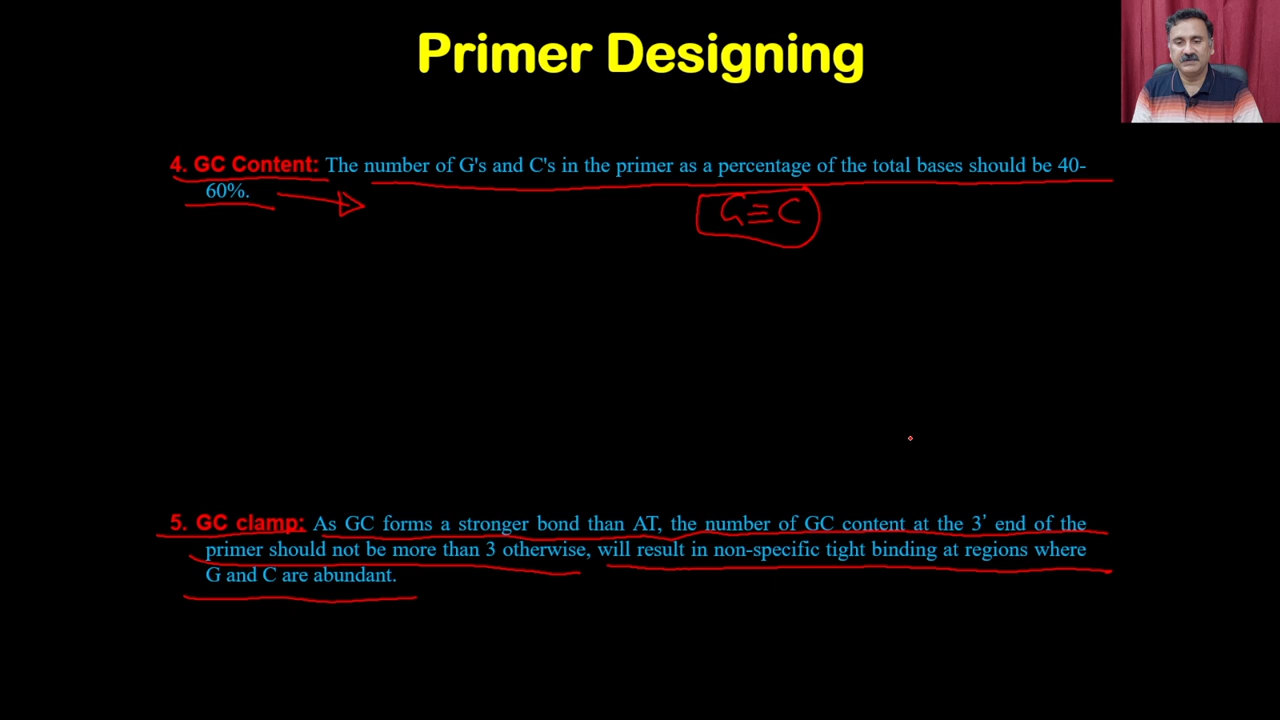 Primer Designing
4. GC Content: The number of G's and C's in the primer as a percentage of the total bases should be 40-
60%.
G≡C
5. GC clamp: As GC forms a stronger bond than AT, the number of GC content at the 3’ end of the
primer should not be more than 3 otherwise, will result in non-specific tight binding at regions where
G and C are abundant.